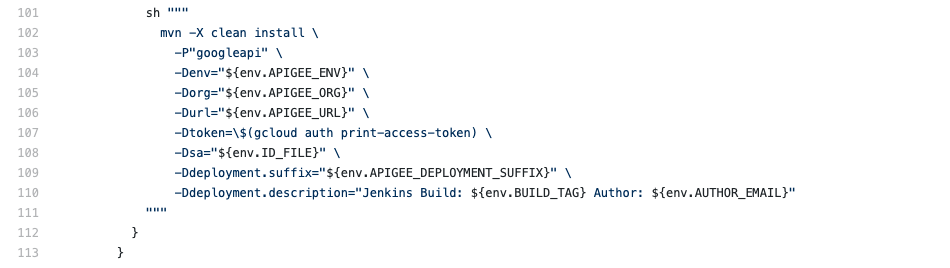 101 sh """
102 mvn -X clean install \
103 -P"googleapi" \
104 -Denv="${env.APIGEE_ENV}" \
105 -Dorg="${env.APIGEE_ORG}" \
106 -Durl="${env.APIGEE_URL}" \
107 -Dtoken=\$(gcloud auth print-access-token) \
108 -Dsa="${env.ID_FILE}" \
109 -Ddeployment.suffix="${env.APIGEE_DEPLOYMENT_SUFFIX}" \
110 -Ddeployment.description="Jenkins Build: ${env.BUILD_TAG} Author: ${env.AUTHOR_EMAIL}"
111 """
112 }
113 }